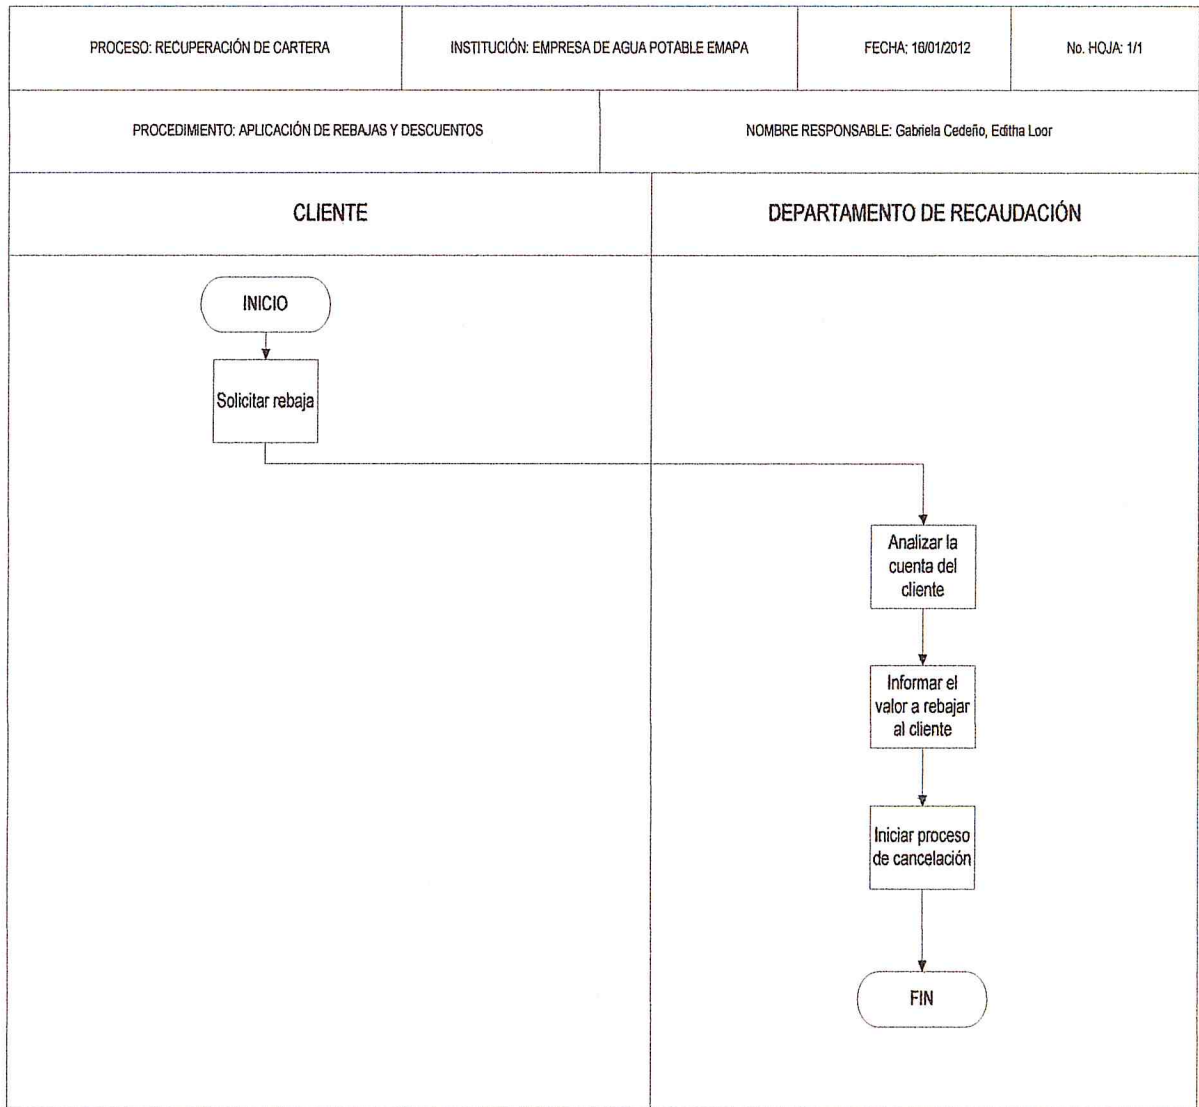 PROCESO: RECUPERACIÓN DE CARTERA
INSTITUCIÓN: EMPRESA DE AGUA POTABLE EMAPA
FECHA: 16/01/2012
No. HOJA: 1/1
PROCEDIMIENTO: APLICACIÓN DE REBAJAS Y DESCUENTOS
NOMBRE RESPONSABLE: Gabriela Cedeño, Editha Loor
CLIENTE
DEPARTAMENTO DE RECAUDACIÓN
INICIO
Solicitar rebaja
Analizar la
cuenta del
cliente
Informar el
valor a rebajar
al cliente
Iniciar proceso
de cancelación
FIN